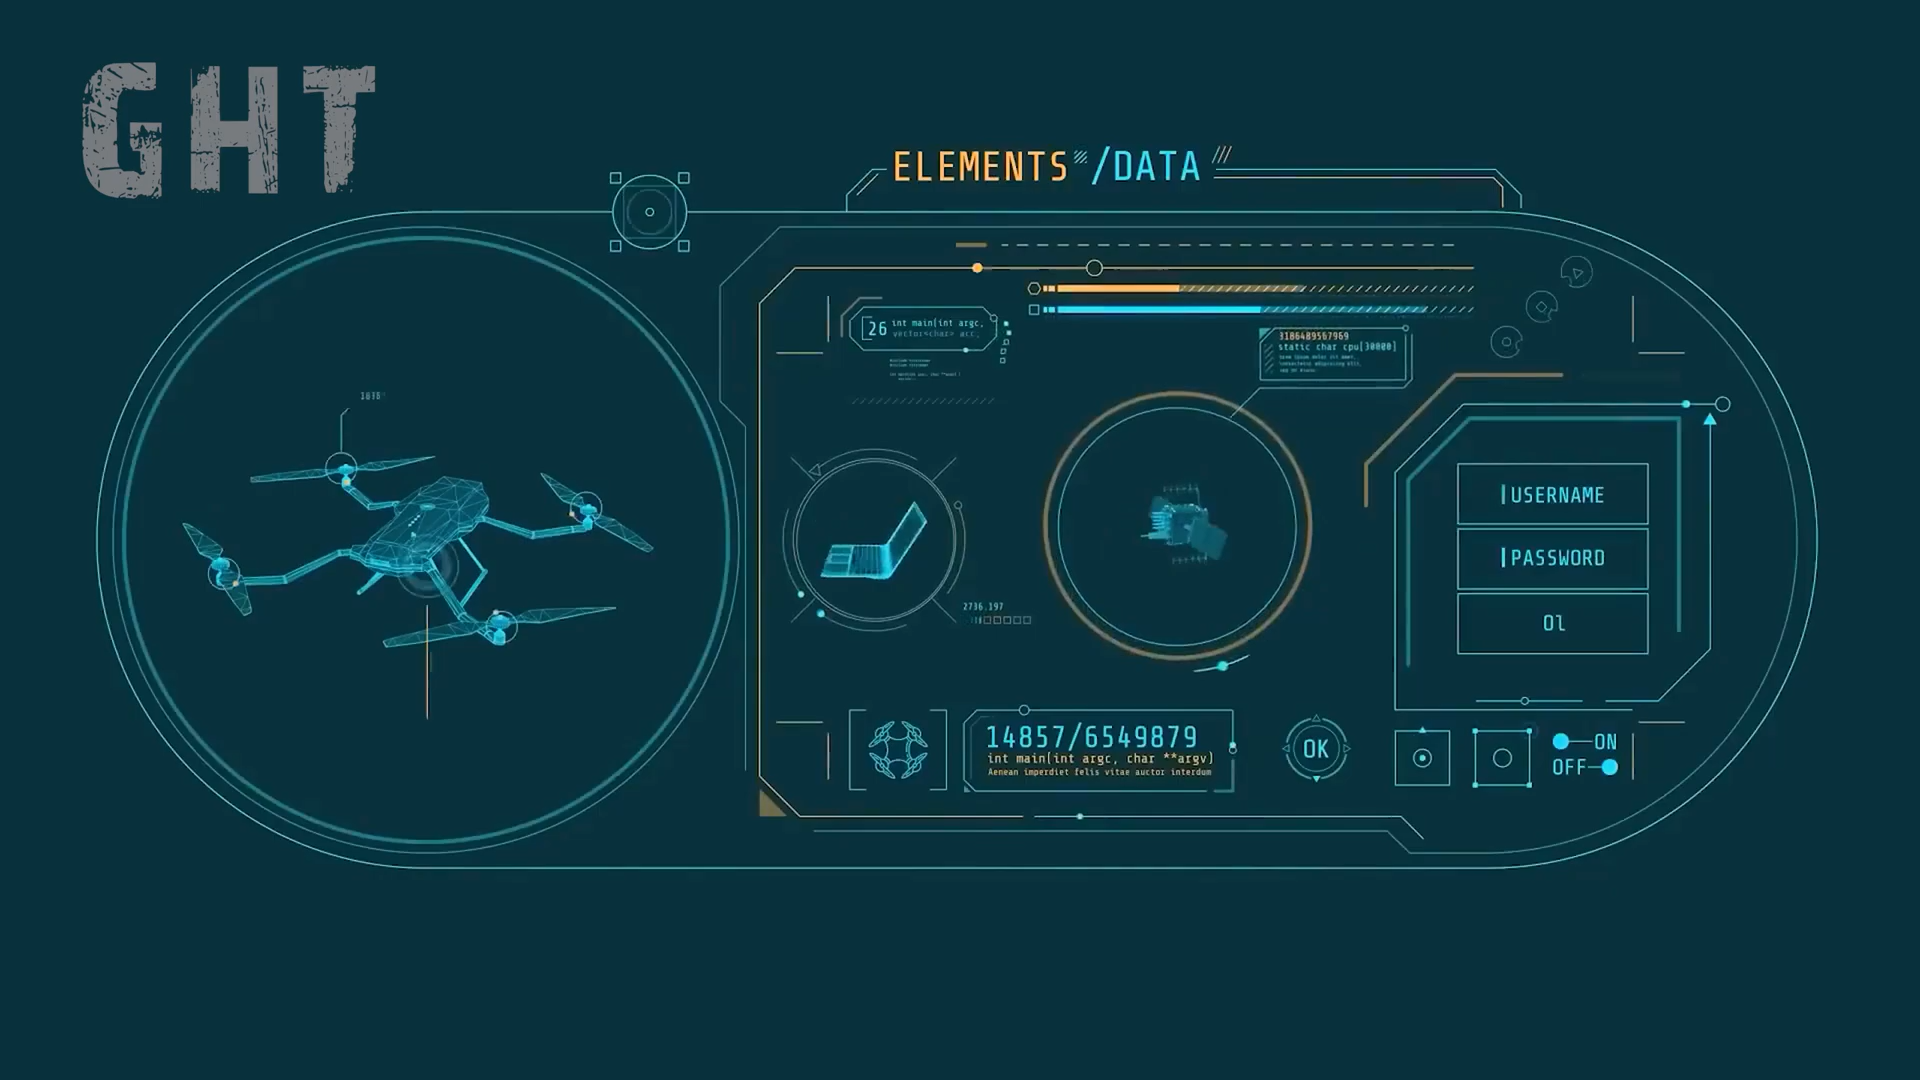 GHT
ELEMENTS /DATA
26 int main(int argc,
3186489567969
static char cpu[30000]
USERNAME
PASSWORD
2736.197
14857/6549879
int main(int argc, char **argv)
Aenean imperdiet felis vitae auctor interdum
OK
ON
OFF